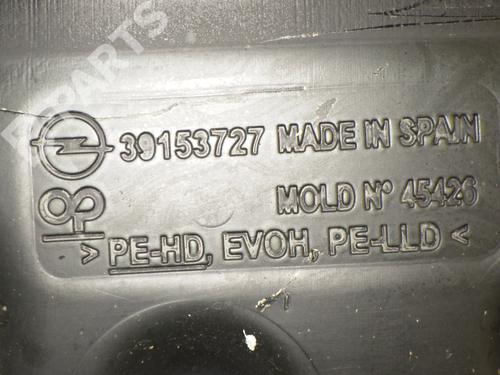 39153727 MADE IN SPAIN
MOLD Nº 45426
>PE-HD, EVOH, PE-LLD<